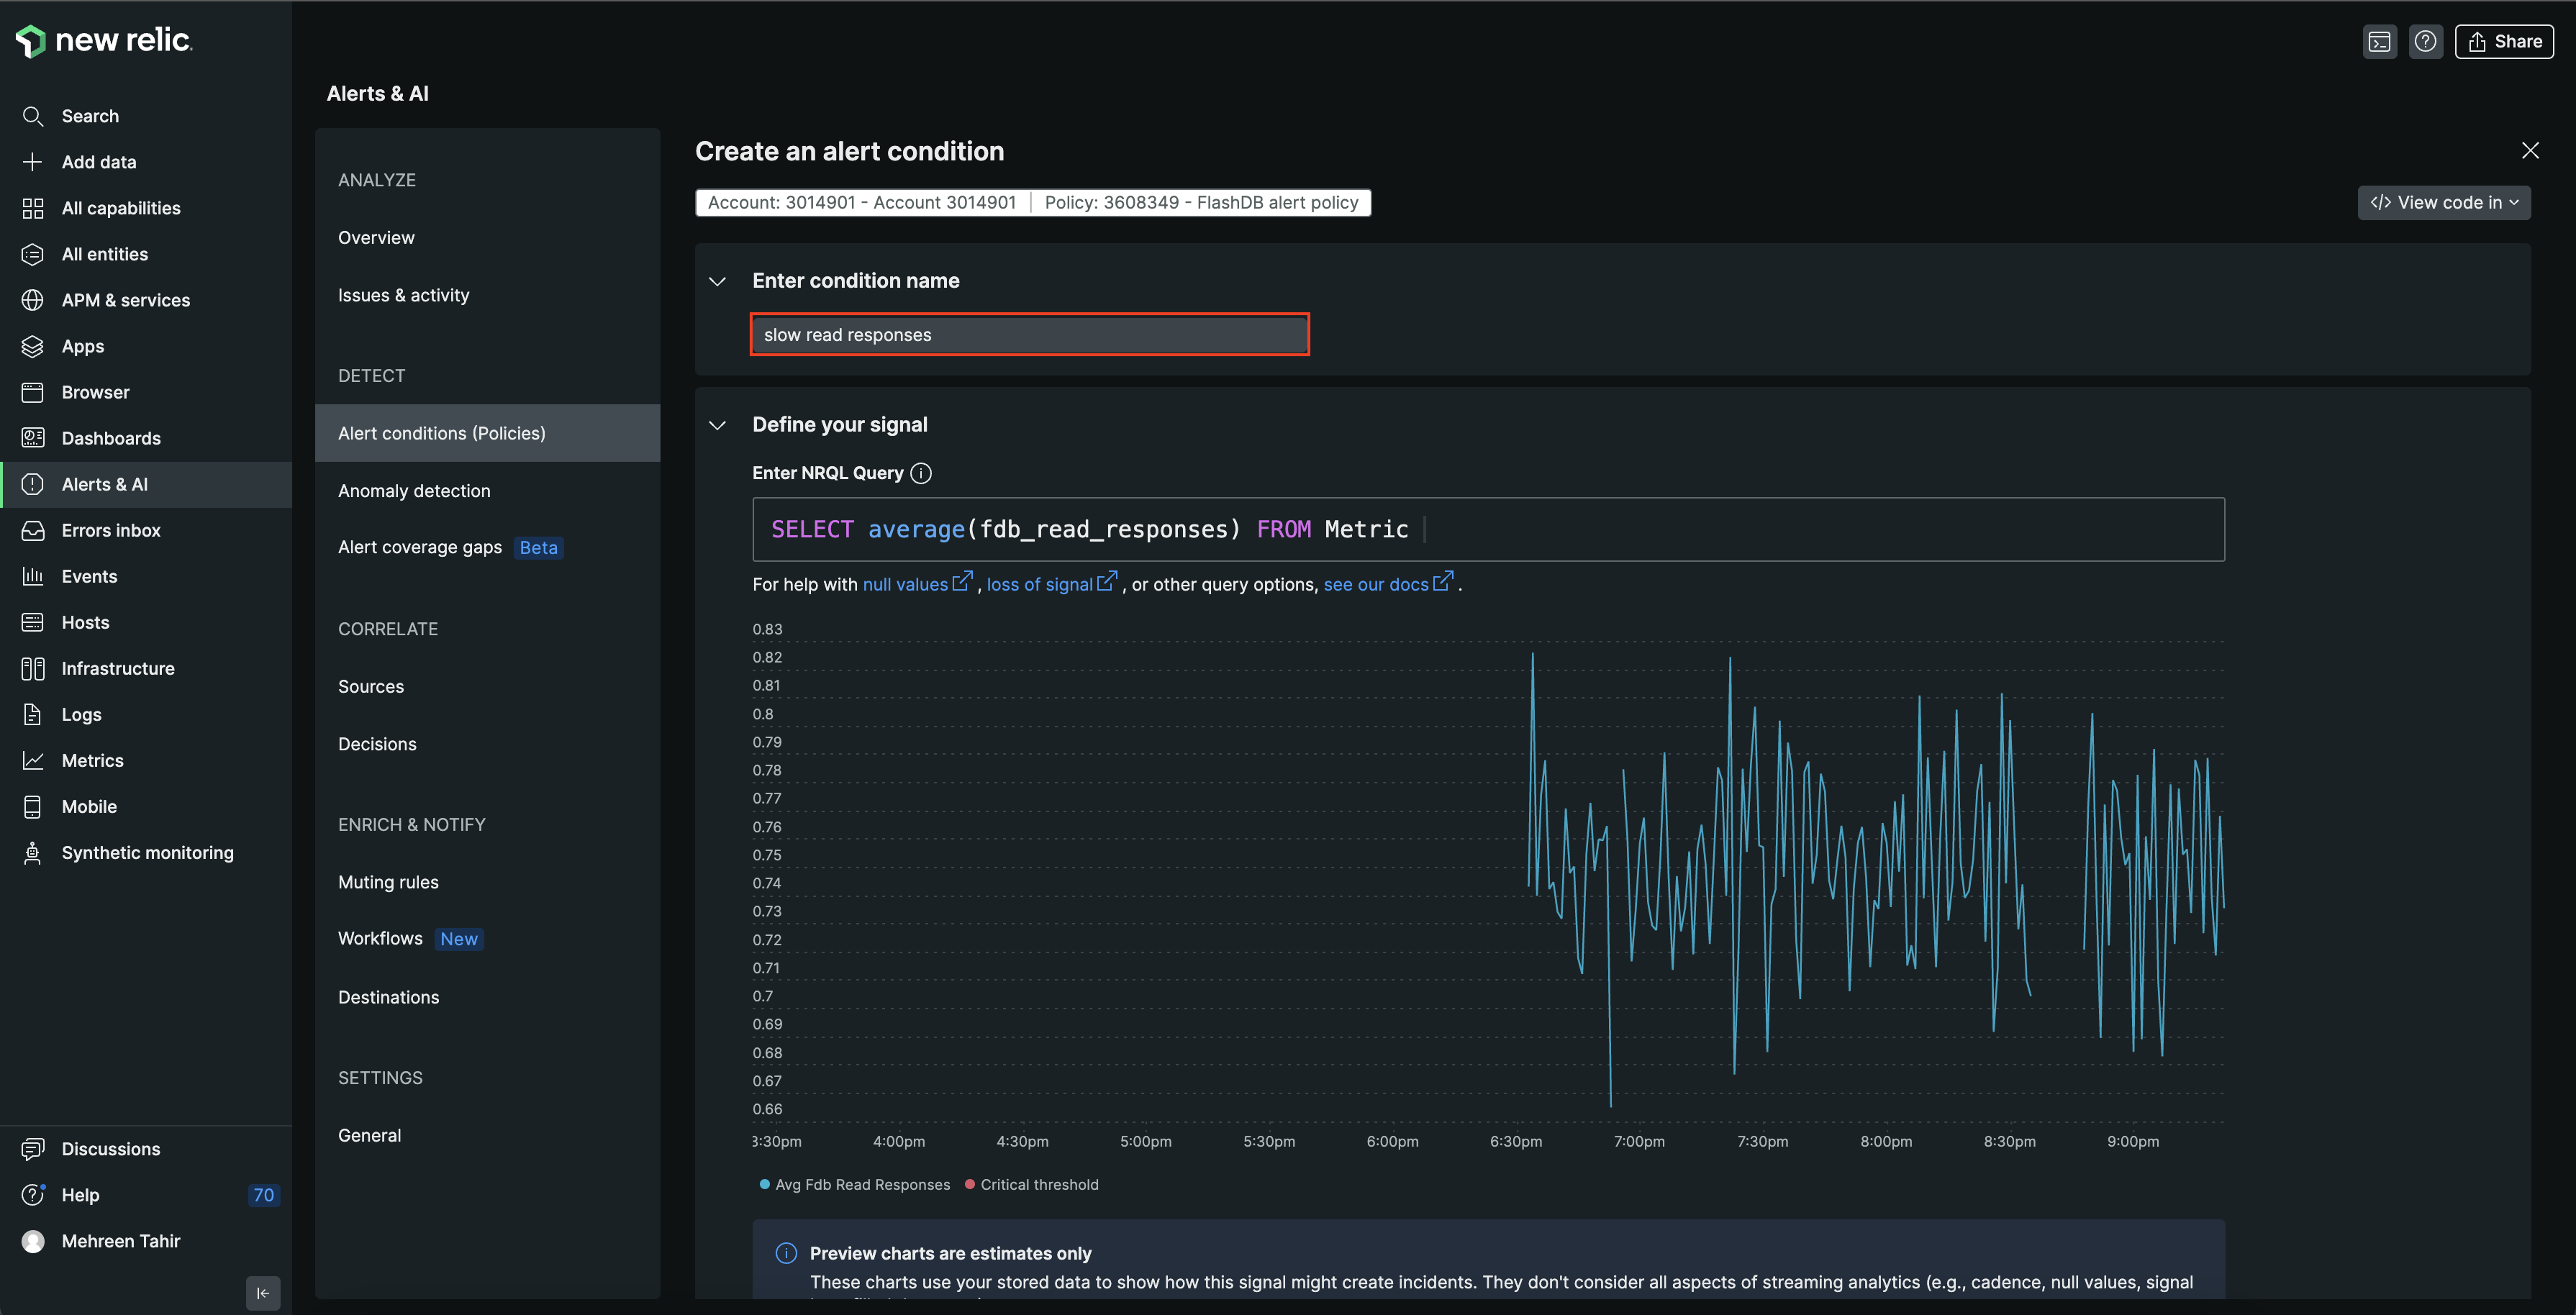 new relic.
Search
Add data
All capabilities
All entities
APM & services
Apps
Browser
Dashboards
Alerts & AI
Errors inbox
Events
Hosts
Infrastructure
Logs
Metrics
Mobile
Synthetic monitoring
Discussions
Help 70
Mehreen Tahir
Share
Alerts & AI
ANALYZE
Overview
Issues & activity
DETECT
Alert conditions (Policies)
Anomaly detection
Alert coverage gaps Beta
CORRELATE
Sources
Decisions
ENRICH & NOTIFY
Muting rules
Workflows New
Destinations
SETTINGS
General
Create an alert condition
Account: 3014901 - Account 3014901 | Policy: 3608349 - FlashDB alert policy
</> View code in
Enter condition name
slow read responses
Define your signal
Enter NRQL Query
SELECT average(fdb_read_responses) FROM Metric
For help with null values , loss of signal , or other query options, see our docs .
0.83
0.82
0.81
0.8
0.79
0.78
0.77
0.76
0.75
0.74
0.73
0.72
0.71
0.7
0.69
0.68
0.67
0.66
3:30pm 4:00pm 4:30pm 5:00pm 5:30pm 6:00pm 6:30pm 7:00pm 7:30pm 8:00pm 8:30pm 9:00pm
Avg Fdb Read Responses Critical threshold
Preview charts are estimates only
These charts use your stored data to show how this signal might create incidents. They don't consider all aspects of streaming analytics (e.g., cadence, null values, signal